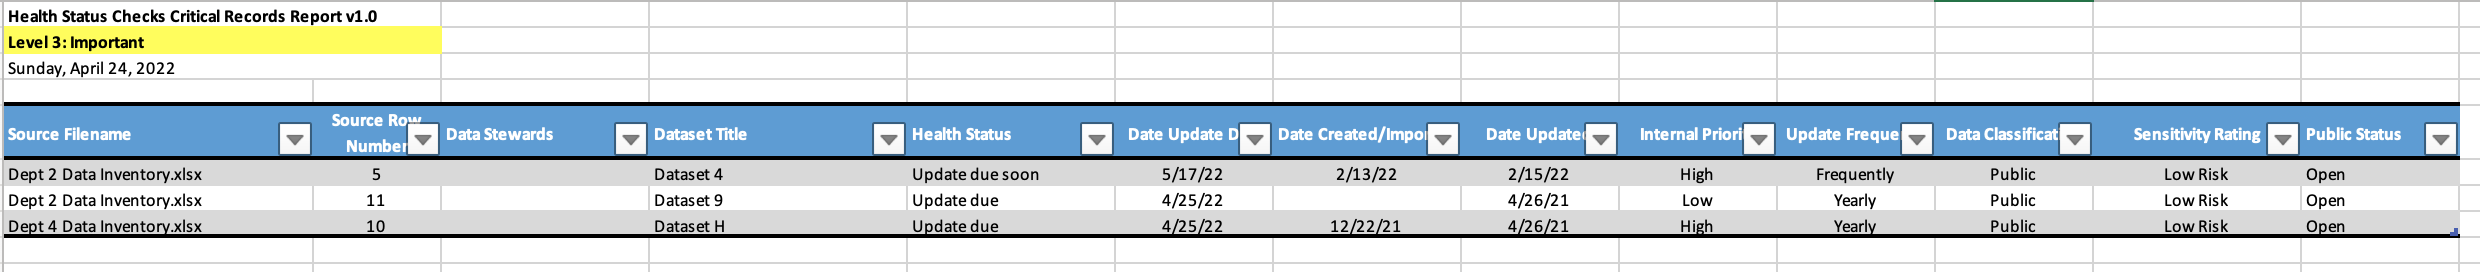 Health Status Checks Critical Records Report v1.0
Level 3: Important
Sunday, April 24, 2022
Source Filename Source Row Number Data Stewards Dataset Title Health Status Date Update D Date Created/Impor Date Updated Internal Priori Update Freque Data Classificat Sensitivity Rating Public Status
Dept 2 Data Inventory.xlsx 5 Dataset 4 Update due soon 5/17/22 2/13/22 2/15/22 High Frequently Public Low Risk Open
Dept 2 Data Inventory.xlsx 11 Dataset 9 Update due 4/25/22 4/26/21 Low Yearly Public Low Risk Open
Dept 4 Data Inventory.xlsx 10 Dataset H Update due 4/25/22 12/22/21 4/26/21 High Yearly Public Low Risk Open